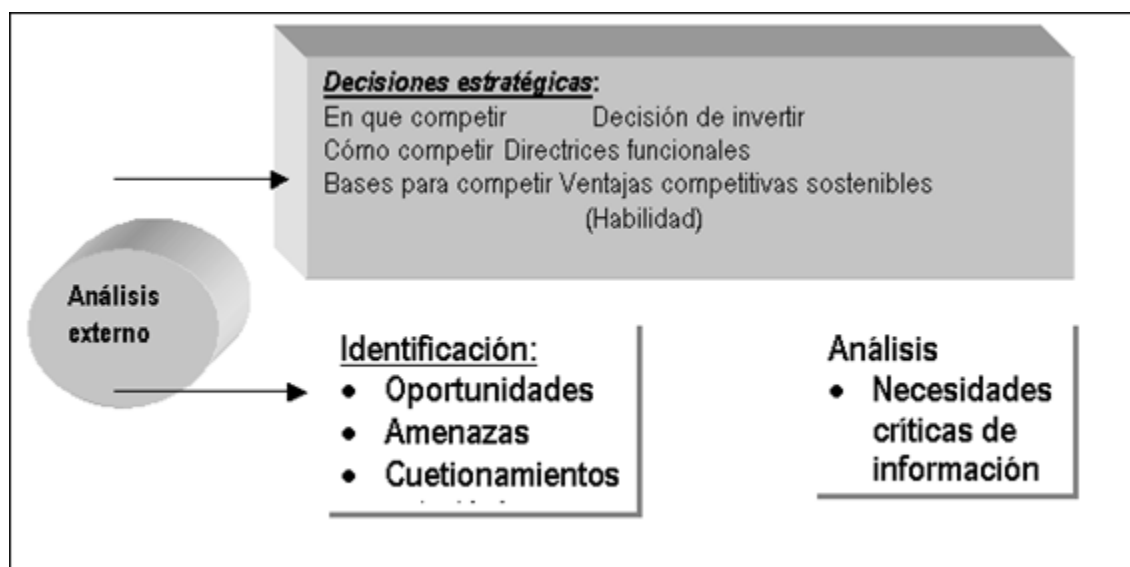 Decisiones estratégicas:
En que competir Decisión de invertir
Cómo competir Directrices funcionales
Bases para competir Ventajas competitivas sostenibles
(Habilidad)
Análisis
externo
Identificación:
• Oportunidades
• Amenazas
• Cuetionamientos
Análisis
• Necesidades
críticas de
información